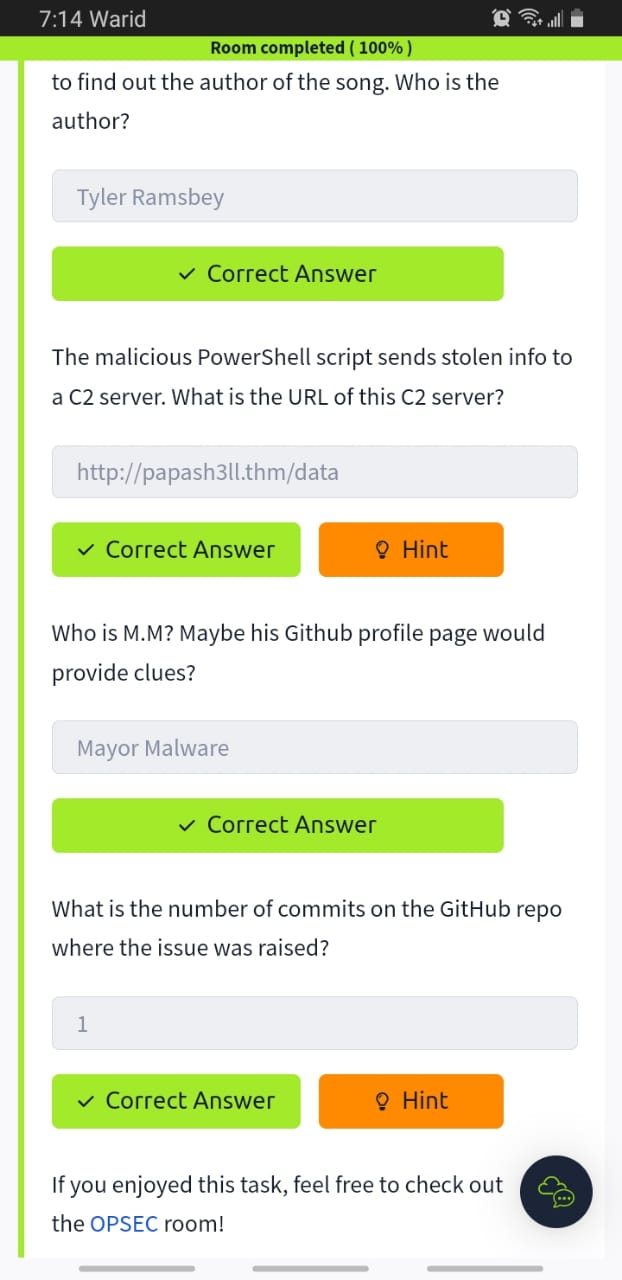 7:14 Warid
Room completed ( 100% )
to find out the author of the song. Who is the
author?
Tyler Ramsbey
✓ Correct Answer
The malicious PowerShell script sends stolen info to
a C2 server. What is the URL of this C2 server?
http://papash3ll.thm/data
✓ Correct Answer Hint
Who is M.M? Maybe his Github profile page would
provide clues?
Mayor Malware
✓ Correct Answer
What is the number of commits on the GitHub repo
where the issue was raised?
1
✓ Correct Answer Hint
If you enjoyed this task, feel free to check out
the OPSEC room!